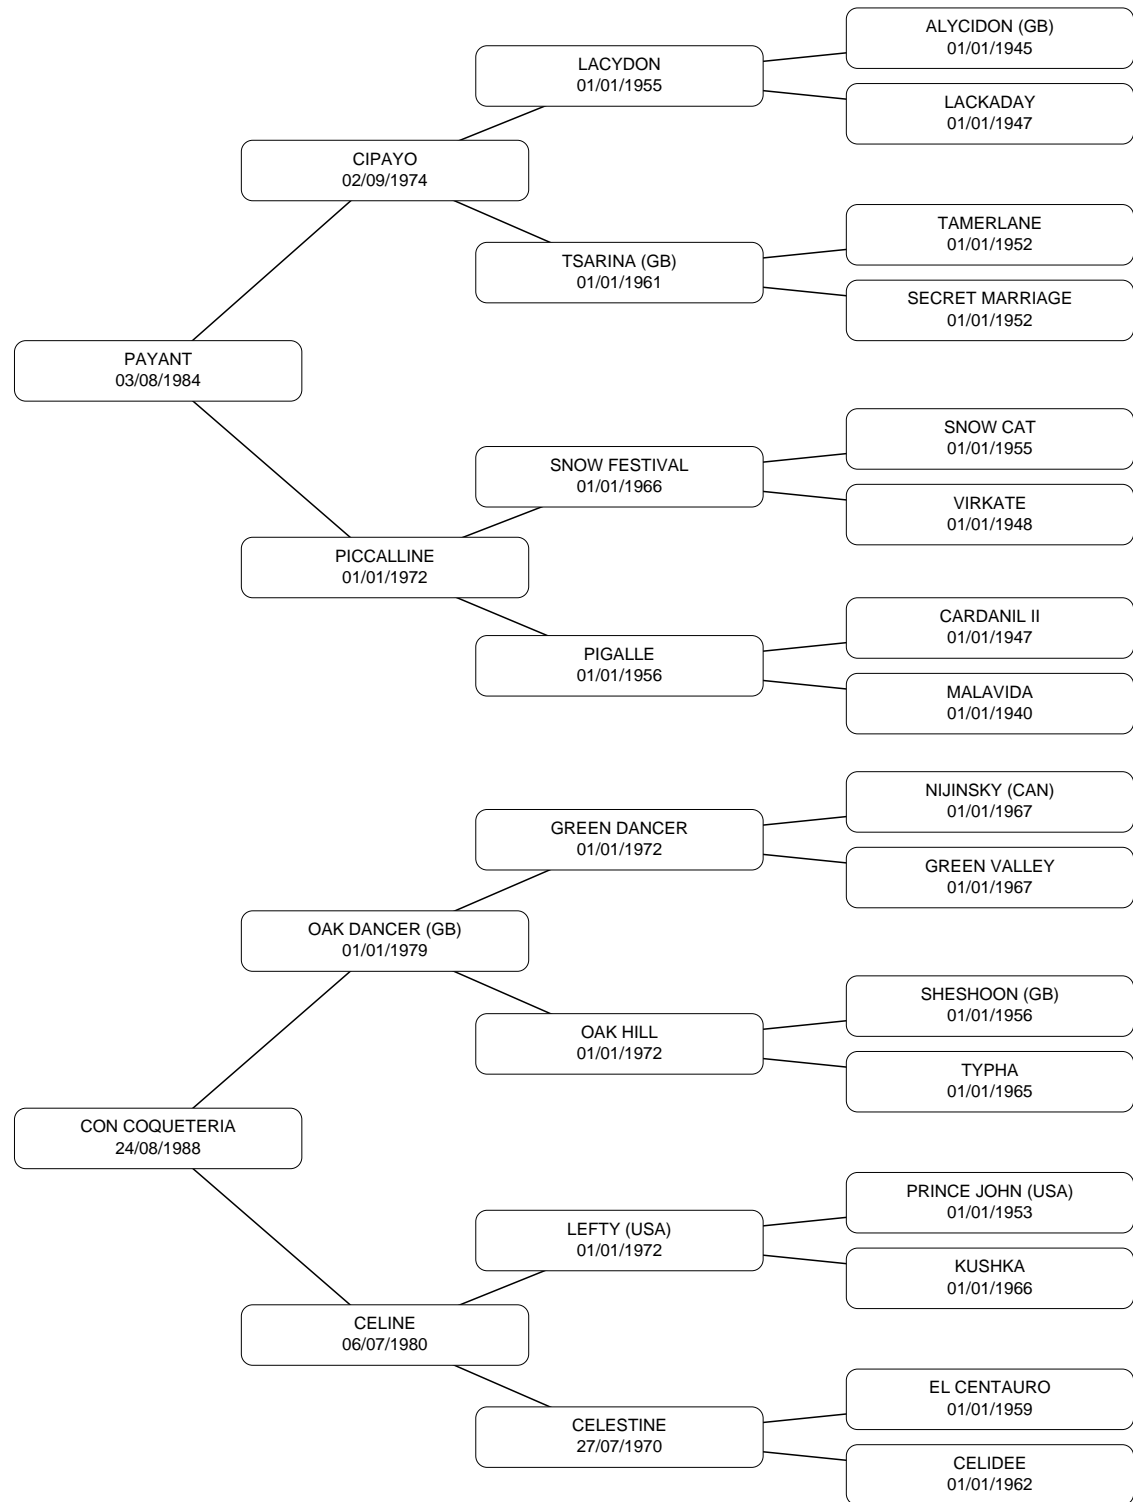 ALYCIDON (GB)
01/01/1945
LACYDON
01/01/1955
LACKADAY
01/01/1947
CIPAYO
02/09/1974
TAMERLANE
01/01/1952
TSARINA (GB)
01/01/1961
SECRET MARRIAGE
01/01/1952
PAYANT
03/08/1984
SNOW CAT
01/01/1955
SNOW FESTIVAL
01/01/1966
VIRKATE
01/01/1948
PICCALLINE
01/01/1972
CARDANIL II
01/01/1947
PIGALLE
01/01/1956
MALAVIDA
01/01/1940
NIJINSKY (CAN)
01/01/1967
GREEN DANCER
01/01/1972
GREEN VALLEY
01/01/1967
OAK DANCER (GB)
01/01/1979
SHESHOON (GB)
01/01/1956
OAK HILL
01/01/1972
TYPHA
01/01/1965
CON COQUETERIA
24/08/1988
PRINCE JOHN (USA)
01/01/1953
LEFTY (USA)
01/01/1972
KUSHKA
01/01/1966
CELINE
06/07/1980
EL CENTAURO
01/01/1959
CELESTINE
27/07/1970
CELIDEE
01/01/1962